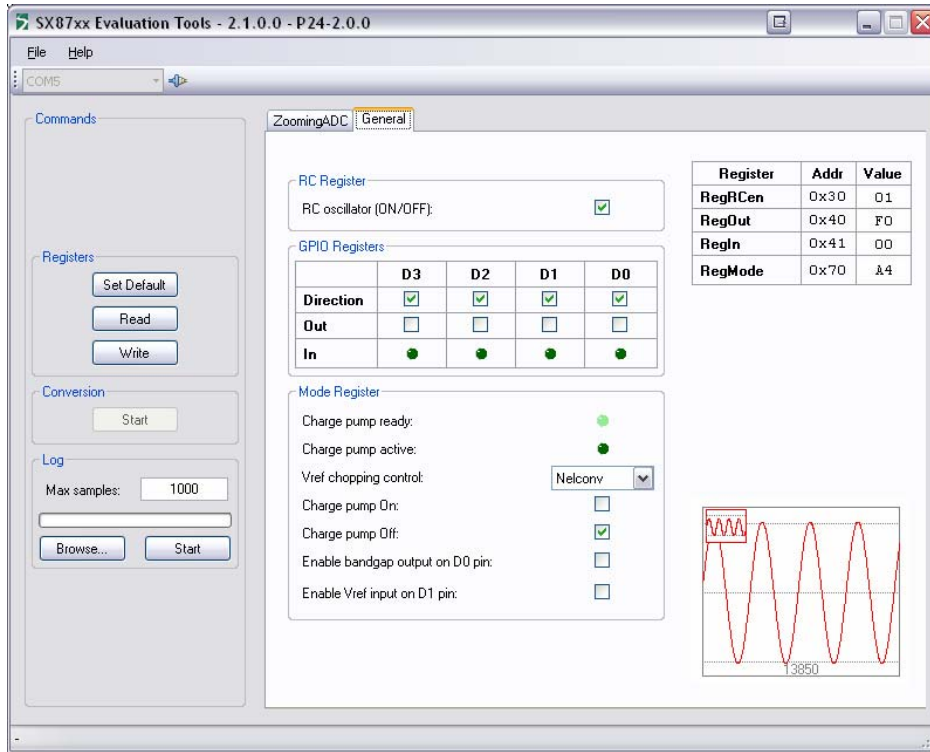 SX87xx Evaluation Tools - 2.1.0.0 - P24-2.0.0
File Help
COM5
Commands
Registers
Set Default
Read
Write
Conversion
Start
Log
Max samples: 1000
Browse... Start
ZoomingADC General
RC Register
RC oscillator (ON/OFF):
GPIO Registers
D3 D2 D1 D0
Direction
Out
In
Mode Register
Charge pump ready:
Charge pump active:
Vref chopping control: Nelconv
Charge pump On:
Charge pump Off:
Enable bandgap output on D0 pin:
Enable Vref input on D1 pin:
Register Addr Value
RegRCen 0x30 01
RegOut 0x40 F0
RegIn 0x41 00
RegMode 0x70 A4
13850
-